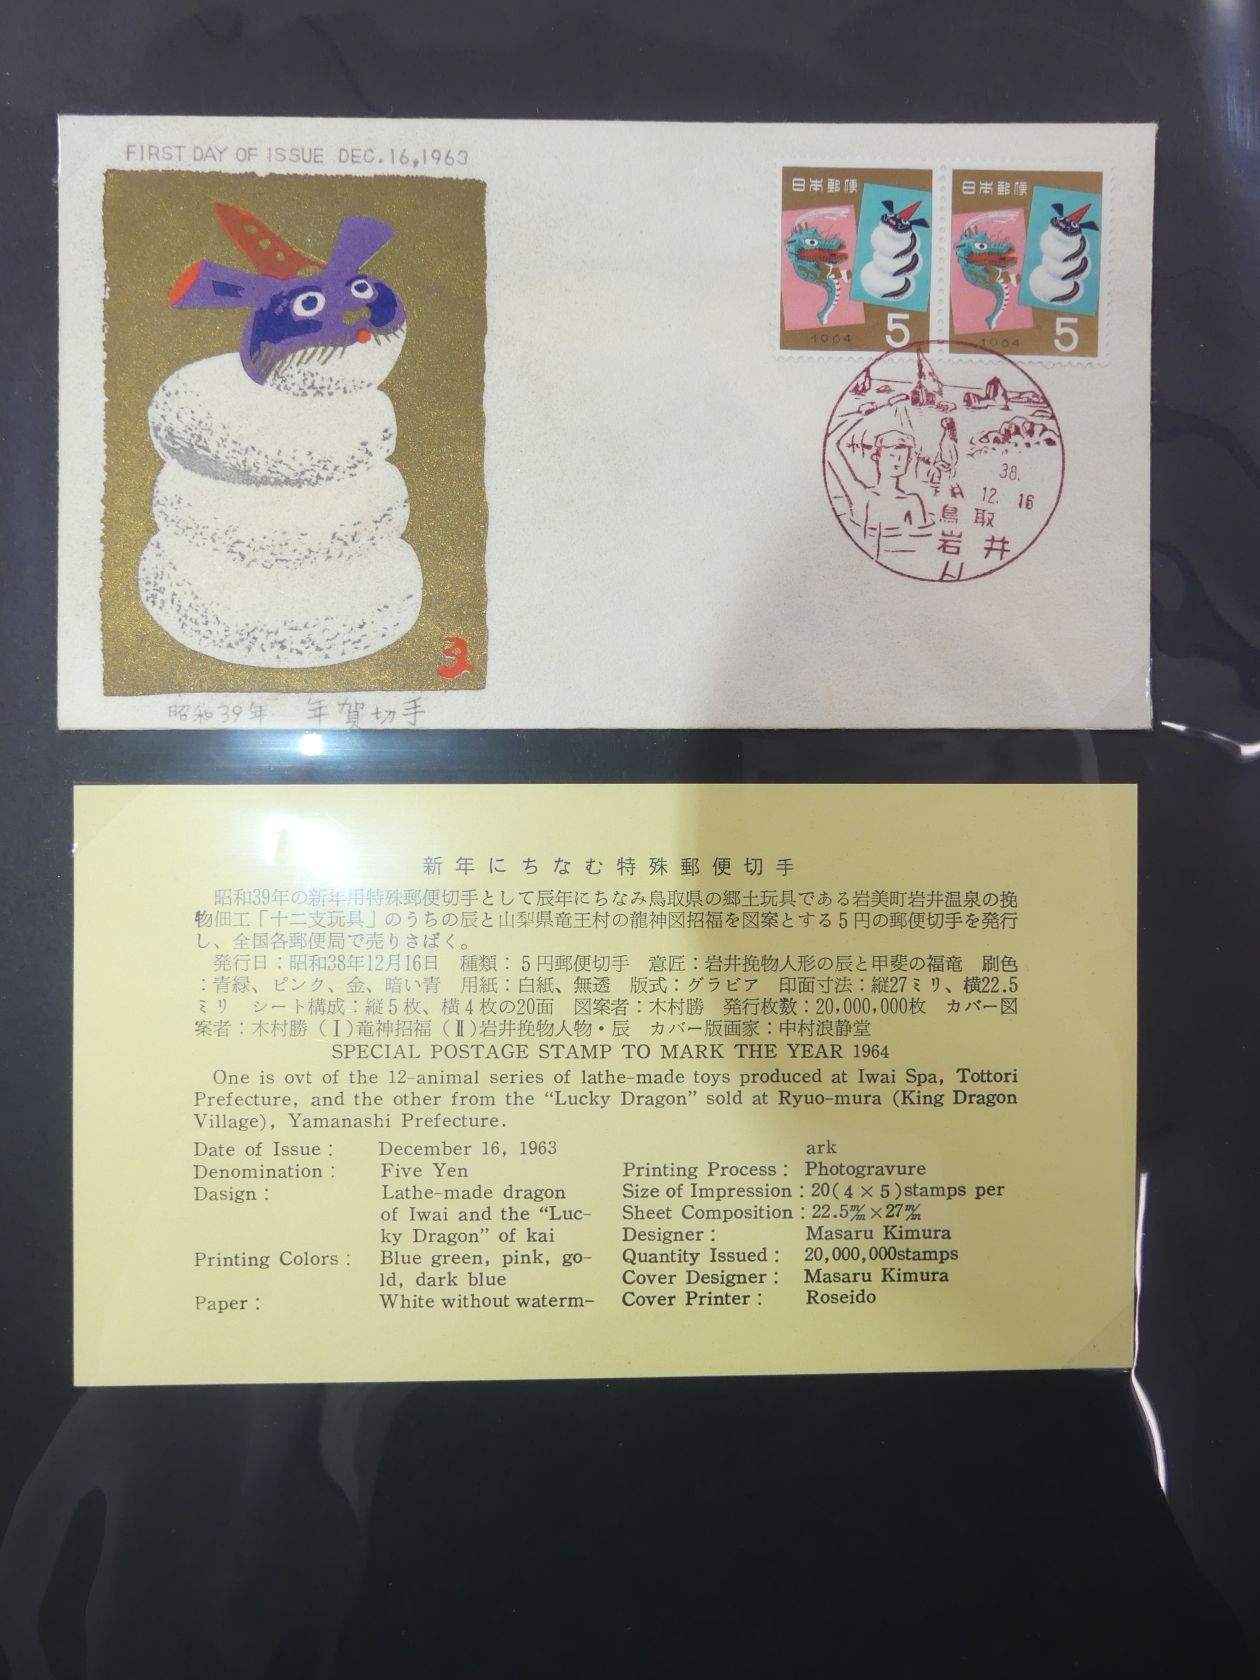 FIRST DAY OF ISSUE DEC.16,1963
日本郵便
1964
5
日本郵便
1964
5
38.
12. 16
鳥取
岩井
昭和39年 年賀切手
新年にちなむ特殊郵便切手
昭和39年の新年用特殊郵便切手として辰年にちなみ鳥取県の郷土玩具である岩美町岩井温泉の挽
物佃工「十二支玩具」のうちの辰と山梨県竜王村の龍神図招福を図案とする5円の郵便切手を発行
し、全国各郵便局で売りさばく。
発行日:昭和38年12月16日 種類:5円郵便切手 意匠:岩井挽物人形の辰と甲斐の福竜 刷色
:青緑、ピンク、金、暗い青 用紙:白紙、無透 版式:グラビア 印面寸法:縦27ミリ、横22.5
ミリ シート構成:縦5枚、横4枚の20面 図案者:木村勝 発行枚数:20,000,000枚 カバー図
案者:木村勝(Ⅰ)竜神招福(Ⅱ)岩井挽物人物・辰 カバー版画家:中村浪静堂
SPECIAL POSTAGE STAMP TO MARK THE YEAR 1964
One is ovt of the 12-animal series of lathe-made toys produced at Iwai Spa, Tottori
Prefecture, and the other from the “Lucky Dragon” sold at Ryuo-mura (King Dragon
Village), Yamanashi Prefecture.
Date of Issue: December 16, 1963
Denomination: Five Yen
Dasign: Lathe-made dragon
of Iwai and the “Luc-
ky Dragon” of kai
Printing Colors: Blue green, pink, go-
ld, dark blue
Paper: White without waterm-
ark
Printing Process: Photogravure
Size of Impression: 20(4×5)stamps per
Sheet Composition: 22.5㎜×27㎜
Designer: Masaru Kimura
Quantity Issued: 20,000,000stamps
Cover Designer: Masaru Kimura
Cover Printer: Roseido